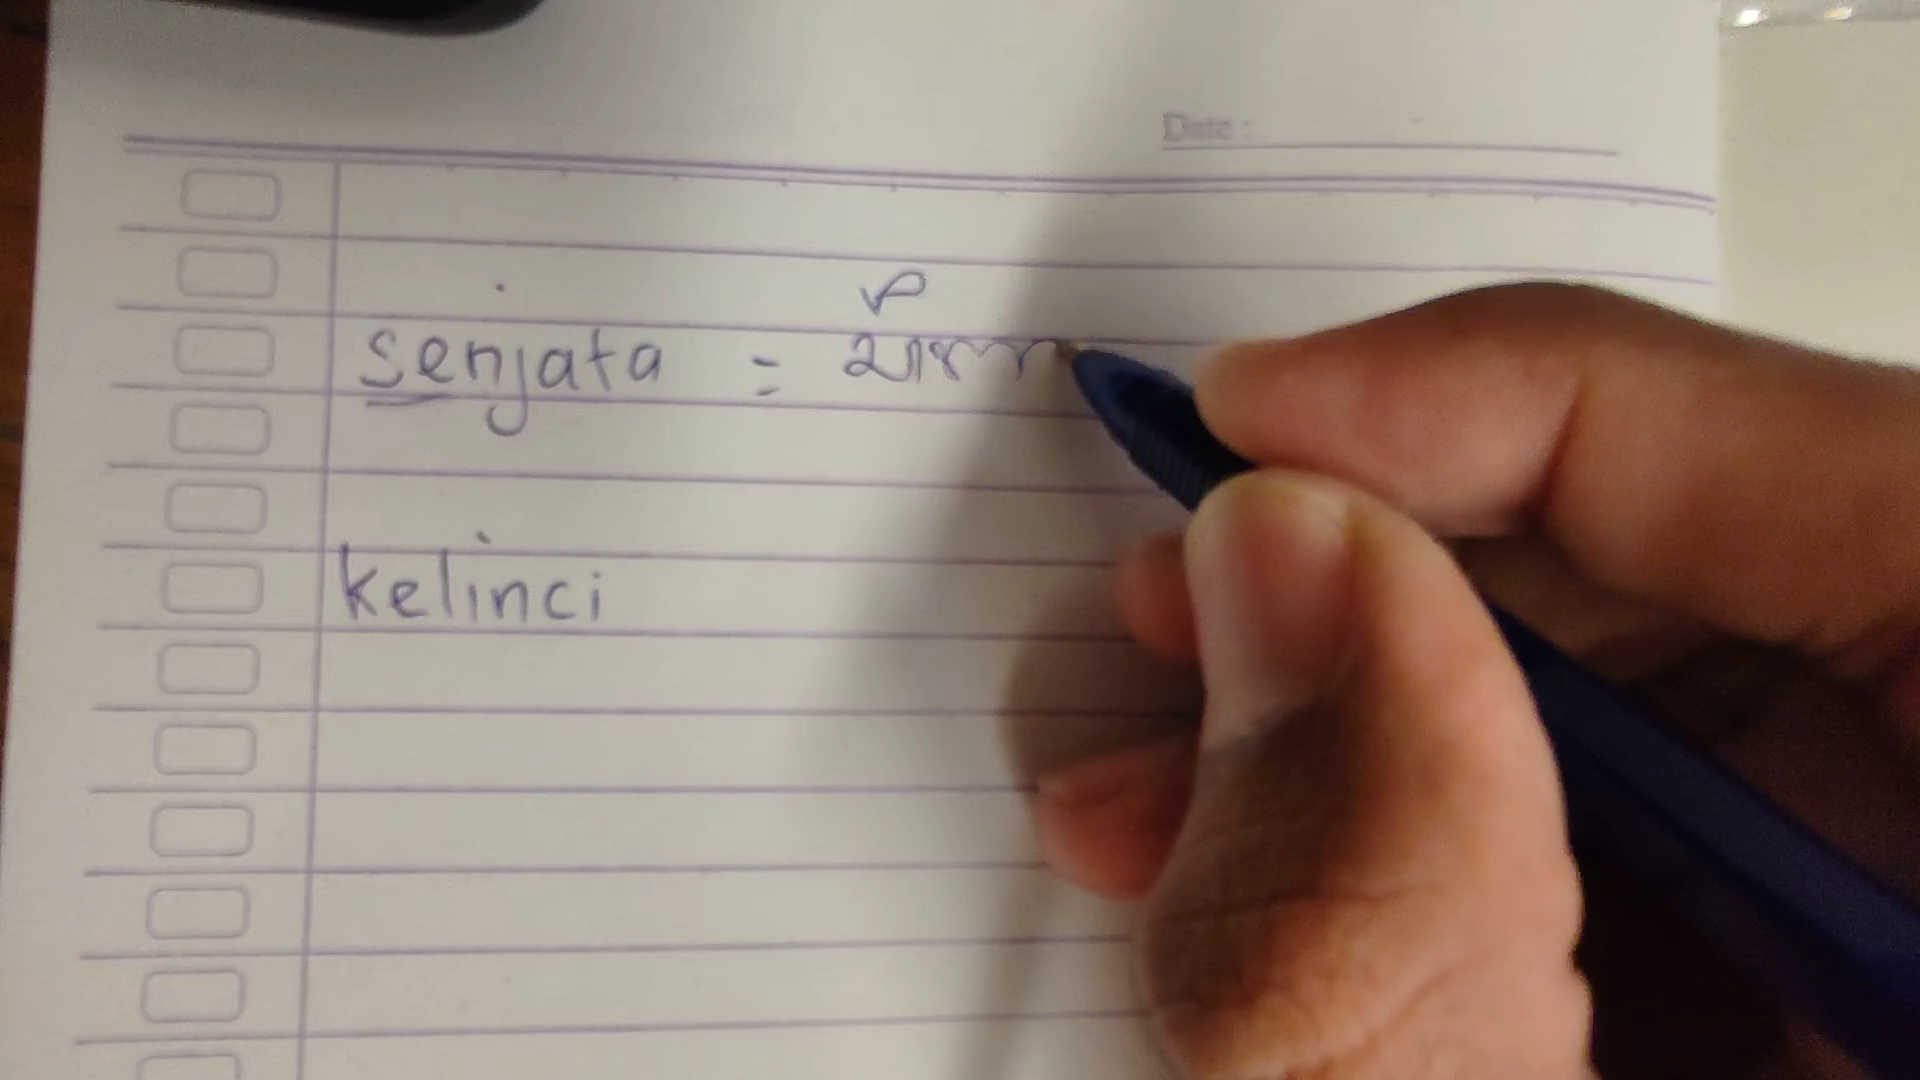 Date :
senjata =
kelinci